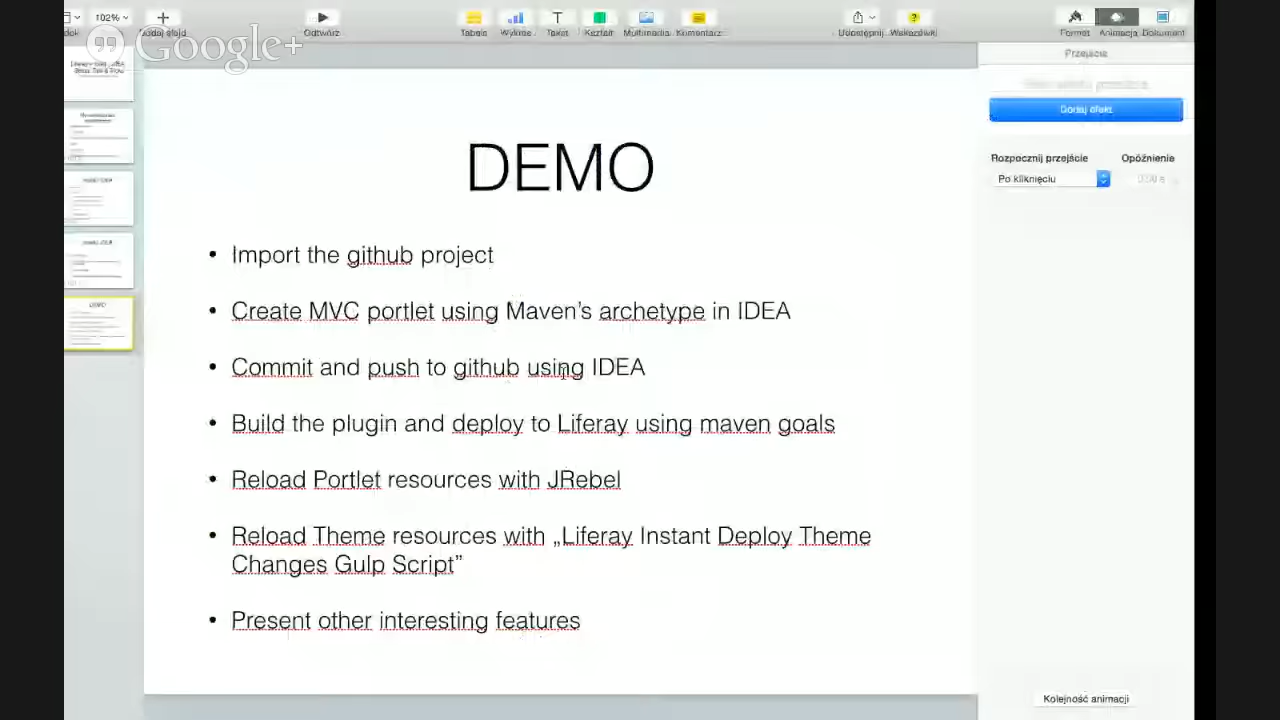 102%
Google+
Odtwórz
Tabela
Wykres
Tekst
Kształt
Multimedia
Komentarz
Udostępnij
Wskazówki
Format
Animacja
Dokument
Przejście
Dodaj efekt
Rozpocznij przejście
Opóźnienie
Po kliknięciu
DEMO
• Import the github project
• Create MVC portlet using Maven's archetype in IDEA
• Commit and push to github using IDEA
• Build the plugin and deploy to Liferay using maven goals
• Reload Portlet resources with JRebel
• Reload Theme resources with „Liferay Instant Deploy Theme
Changes Gulp Script”
• Present other interesting features
Kolejność animacji